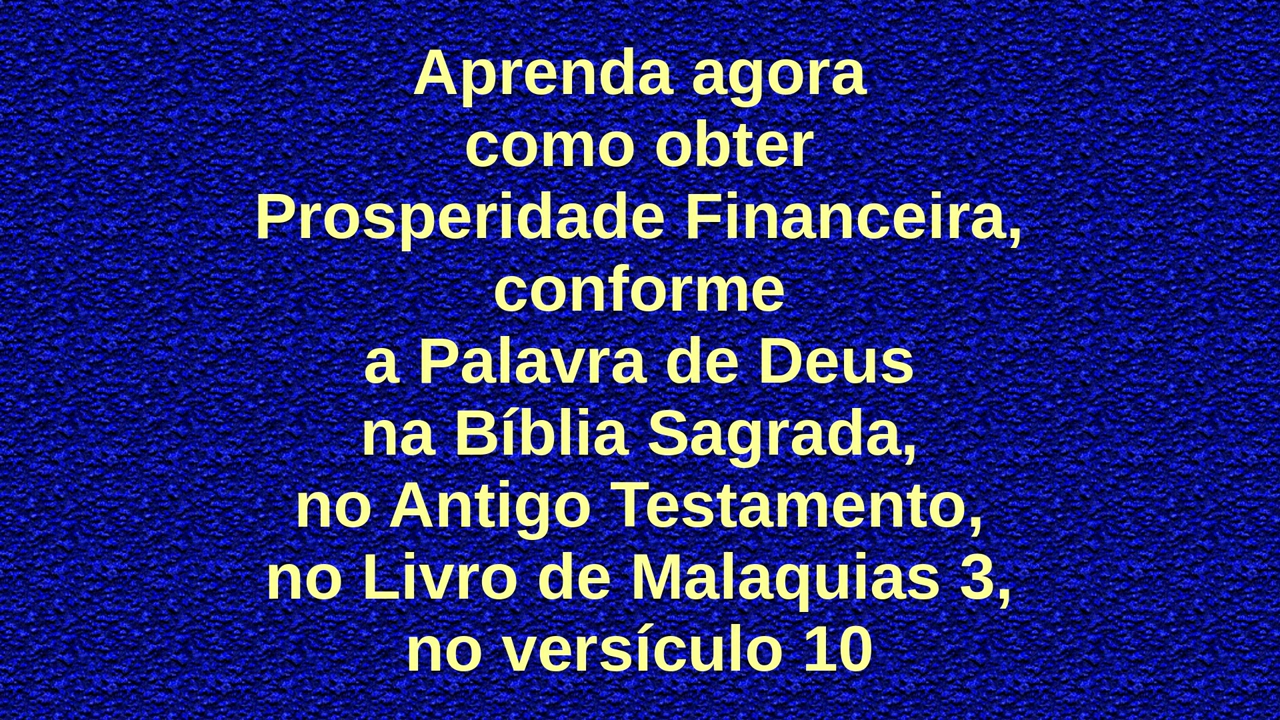 Aprenda agora
como obter
Prosperidade Financeira,
conforme
a Palavra de Deus
na Bíblia Sagrada,
no Antigo Testamento,
no Livro de Malaquias 3,
no versículo 10